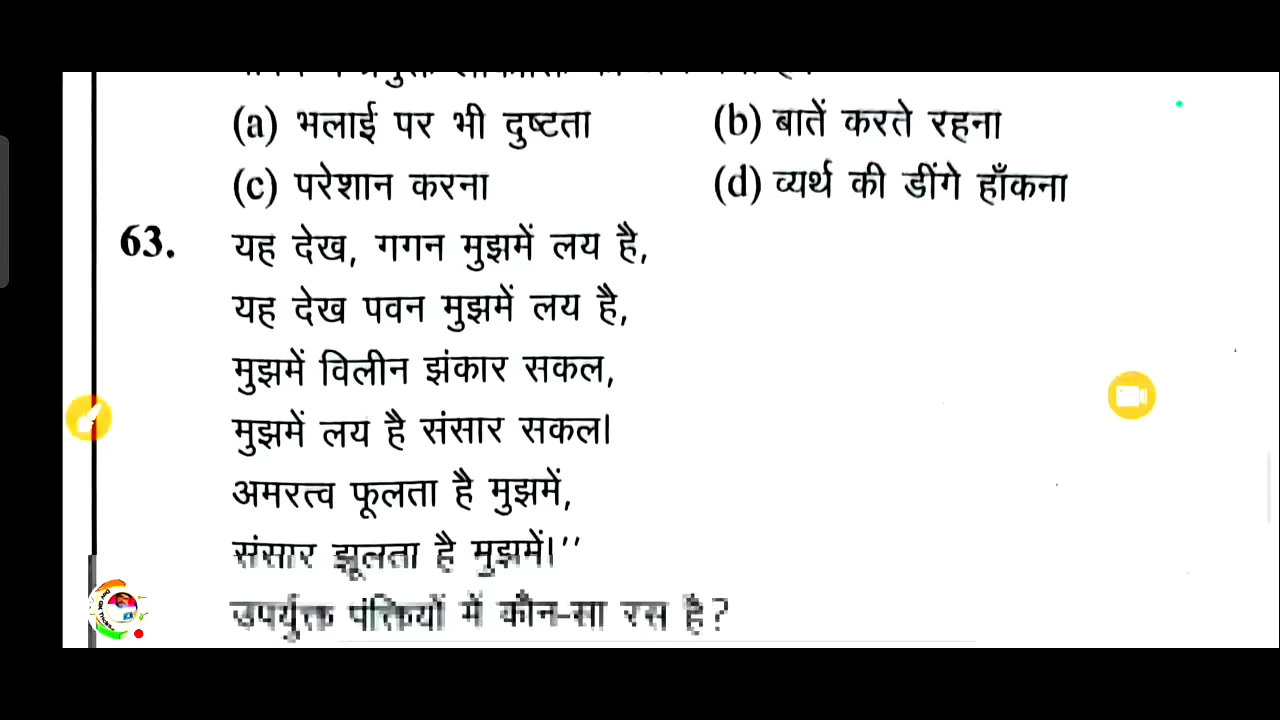 (a) भलाई पर भी दुष्टता (b) बातें करते रहना
(c) परेशान करना (d) व्यर्थ की डींगे हाँकना
63. यह देख, गगन मुझमें लय है,
यह देख पवन मुझमें लय है,
मुझमें विलीन झंकार सकल,
मुझमें लय है संसार सकल।
अमरत्व फूलता है मुझमें,
संसार झूलता है मुझमें।’’
उपर्युक्त पंक्तियों में कौन-सा रस है?